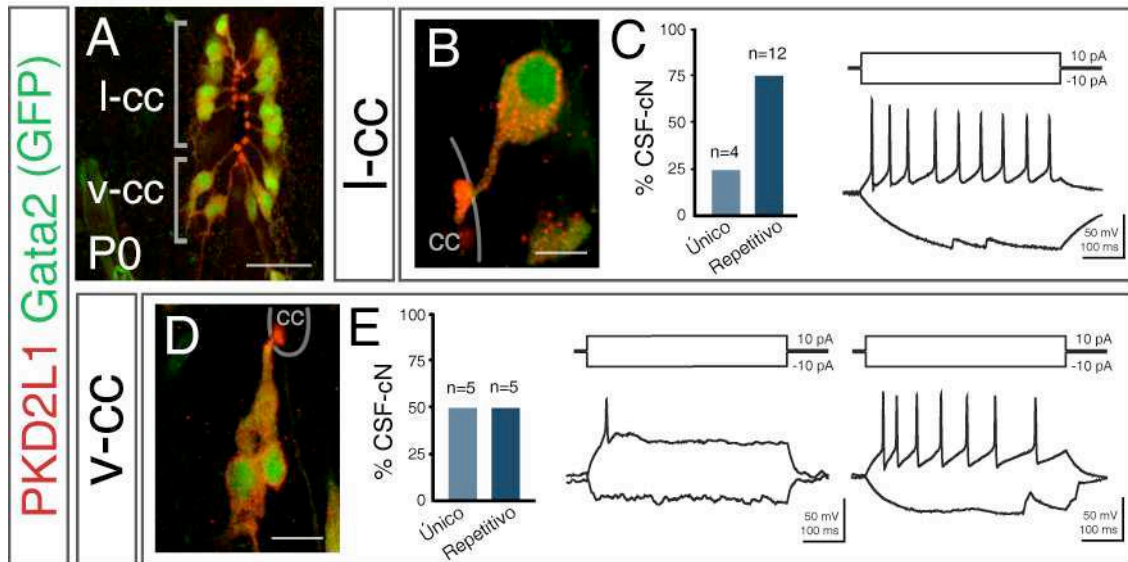 PKD2L1 Gata2 (GFP)
A
l-cc
v-cc
P0
l-cc
B
cc
C
% CSF-cN
100
75
50
25
0
n=4
n=12
Único
Repetitivo
10 pA
-10 pA
50 mV
100 ms
v-cc
D
cc
E
% CSF-cN
100
75
50
25
0
n=5
n=5
Único
Repetitivo
10 pA
-10 pA
50 mV
100 ms
10 pA
-10 pA
50 mV
100 ms